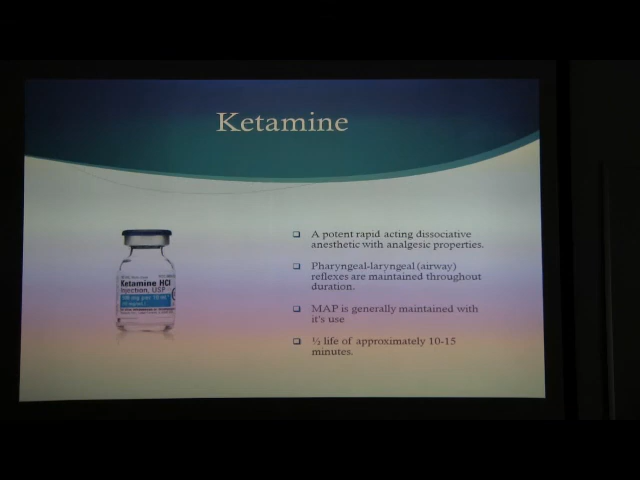 Ketamine
A potent rapid acting dissociative
anesthetic with analgesic properties.
Pharyngeal-laryngeal (airway)
reflexes are maintained throughout
duration.
MAP is generally maintained with
it's use
½ life of approximately 10-15
minutes.
Ketamine HCl
Injection, USP